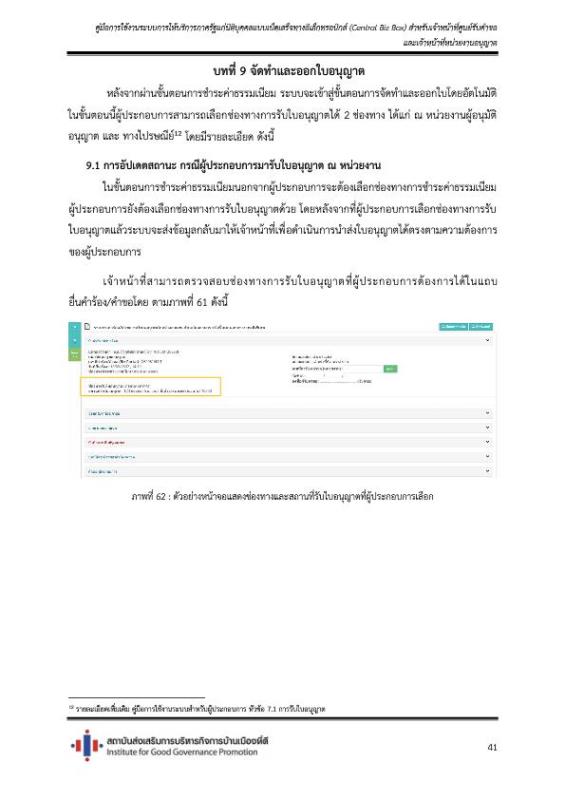 คู่มือการใช้งานระบบการให้บริการภาครัฐแก่นิติบุคคลแบบเบ็ดเสร็จทางอิเล็กทรอนิกส์ (Central Biz Box) สำหรับเจ้าหน้าที่ศูนย์รับคำขอ
และเจ้าหน้าที่หน่วยงานอนุญาต
บทที่ 9 จัดทำและออกใบอนุญาต
หลังจากผ่านขั้นตอนการชำระค่าธรรมเนียม ระบบจะเข้าสู่ขั้นตอนการจัดทำและออกใบโดยอัตโนมัติ
ในขั้นตอนนี้ผู้ประกอบการสามารถเลือกช่องทางการรับใบอนุญาตได้ 2 ช่องทาง ได้แก่ ณ หน่วยงานผู้อนุมัติ
อนุญาต และ ทางไปรษณีย์¹² โดยมีรายละเอียด ดังนี้
9.1 การอัปเดตสถานะ กรณีผู้ประกอบการมารับใบอนุญาต ณ หน่วยงาน
ในขั้นตอนการชำระค่าธรรมเนียมนอกจากผู้ประกอบการจะต้องเลือกช่องทางการชำระค่าธรรมเนียม
ผู้ประกอบการยังต้องเลือกช่องทางการรับใบอนุญาตด้วย โดยหลังจากที่ผู้ประกอบการเลือกช่องทางการรับ
ใบอนุญาตแล้วระบบจะส่งข้อมูลกลับมาให้เจ้าหน้าที่เพื่อดำเนินการนำส่งใบอนุญาตได้ตรงตามความต้องการ
ของผู้ประกอบการ
เจ้าหน้าที่สามารถตรวจสอบช่องทางการรับใบอนุญาตที่ผู้ประกอบการต้องการได้ในแถบ
ยื่นคำร้อง/คำขอโดย ตามภาพที่ 61 ดังนี้
ภาพที่ 62 : ตัวอย่างหน้าจอแสดงช่องทางและสถานที่รับใบอนุญาตที่ผู้ประกอบการเลือก
¹² รายละเอียดเพิ่มเติม คู่มือการใช้งานระบบสำหรับผู้ประกอบการ หัวข้อ 7.1 การรับใบอนุญาต
สถาบันส่งเสริมการบริหารกิจการบ้านเมืองที่ดี
Institute for Good Governance Promotion
41